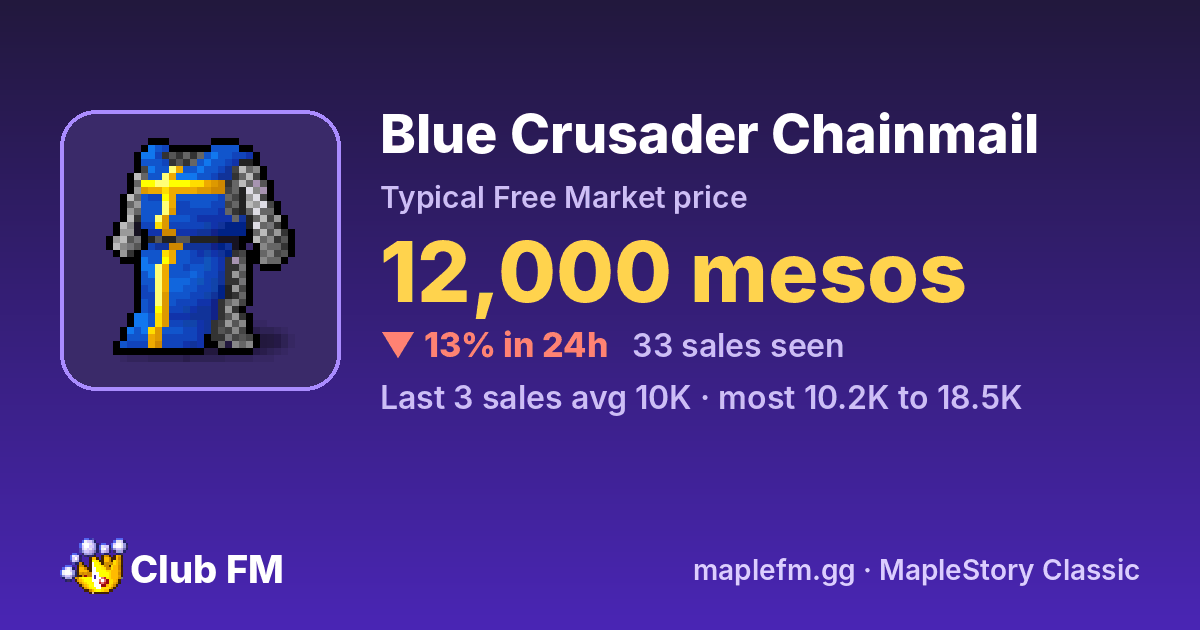 Blue Crusader Chainmail
Typical Free Market price
12,000 mesos
▼ 13% in 24h 33 sales seen
Last 3 sales avg 10K · most 10.2K to 18.5K
Club FM
maplefm.gg · MapleStory Classic